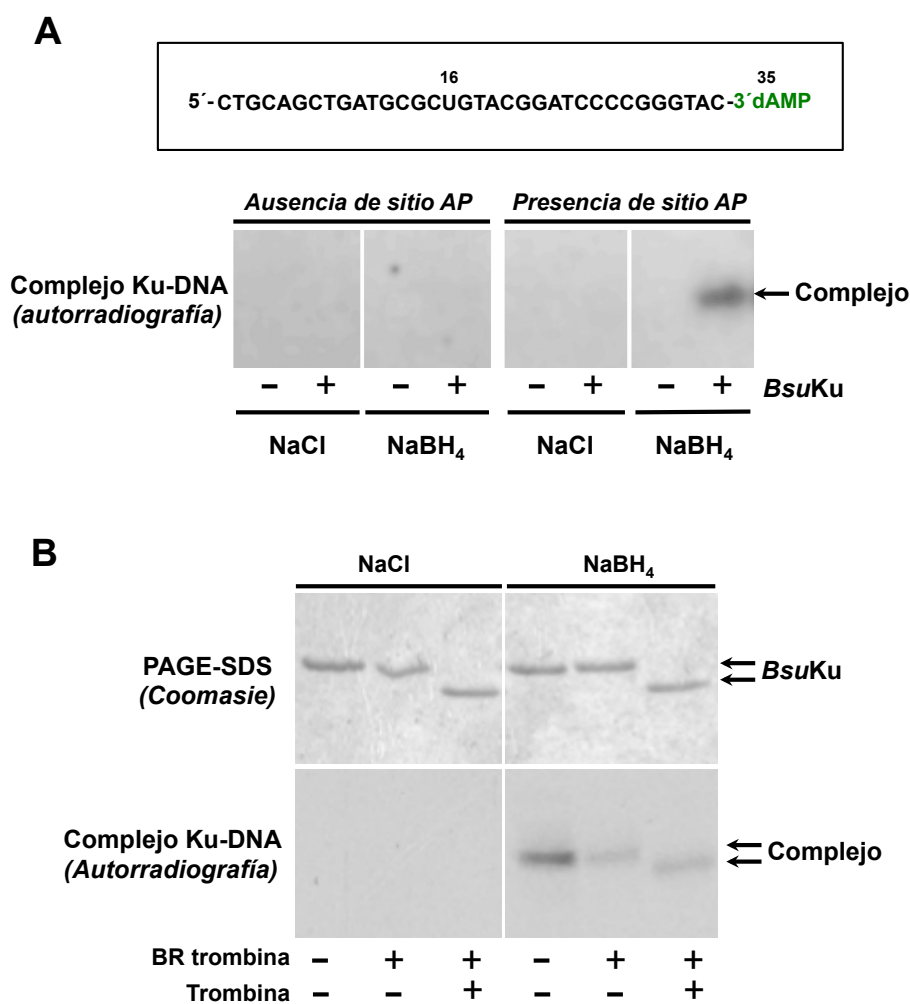 A
16 35
5´-CTGCAGCTGATGCGCUGTACGGATCCCCGGGTAC-3´dAMP
Ausencia de sitio AP Presencia de sitio AP
Complejo Ku-DNA
(autorradiografía)
Complejo
– + – + – + – + BsuKu
NaCl NaBH4 NaCl NaBH4
B
NaCl NaBH4
PAGE-SDS
(Coomasie)
BsuKu
Complejo Ku-DNA
(Autorradiografía)
Complejo
BR trombina – + + – + +
Trombina – – + – – +